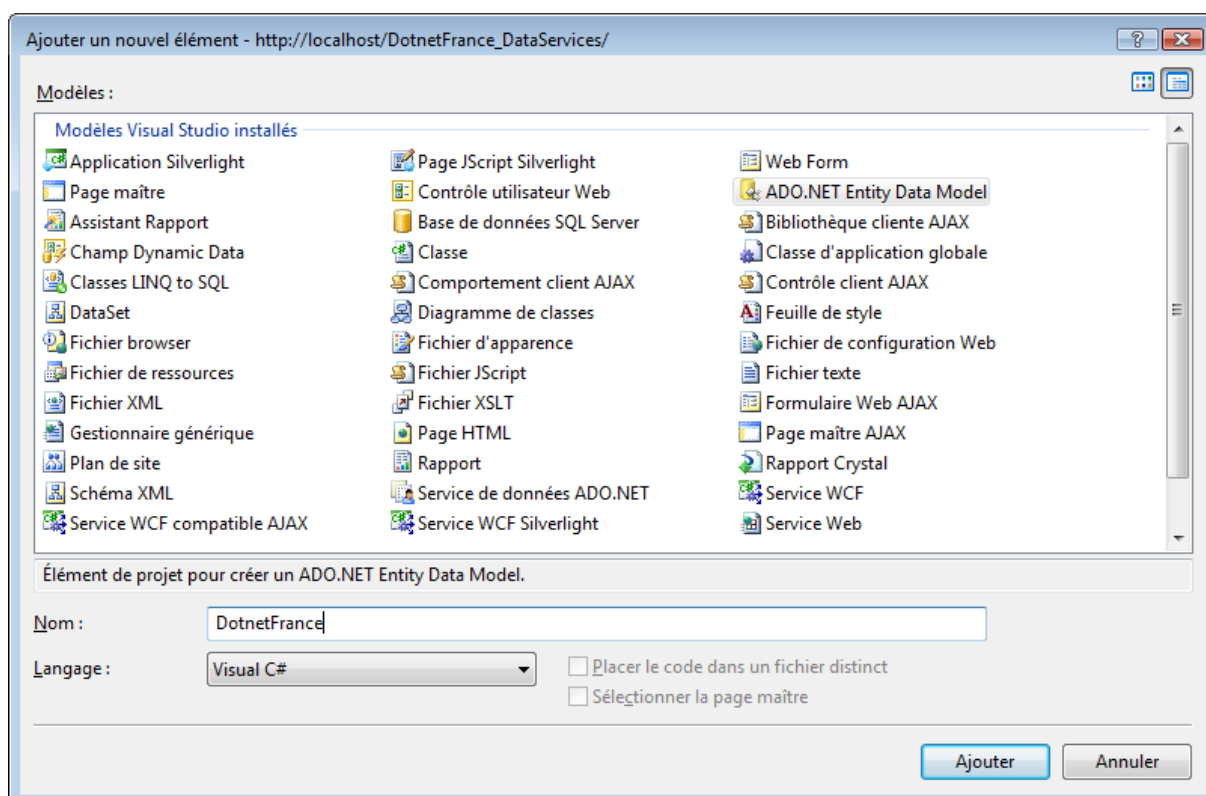 Ajouter un nouvel élément - http://localhost/DotnetFrance_DataServices/
Modèles :
Modèles Visual Studio installés
Application Silverlight Page JScript Silverlight Web Form
Page maître Contrôle utilisateur Web ADO.NET Entity Data Model
Assistant Rapport Base de données SQL Server Bibliothèque cliente AJAX
Champ Dynamic Data Classe Classe d'application globale
Classes LINQ to SQL Comportement client AJAX Contrôle client AJAX
DataSet Diagramme de classes Feuille de style
Fichier browser Fichier d'apparence Fichier de configuration Web
Fichier de ressources Fichier JScript Fichier texte
Fichier XML Fichier XSLT Formulaire Web AJAX
Gestionnaire générique Page HTML Page maître AJAX
Plan de site Rapport Rapport Crystal
Schéma XML Service de données ADO.NET Service WCF
Service WCF compatible AJAX Service WCF Silverlight Service Web
Élément de projet pour créer un ADO.NET Entity Data Model.
Nom : DotnetFrance
Langage : Visual C# Placer le code dans un fichier distinct
Sélectionner la page maître
Ajouter Annuler